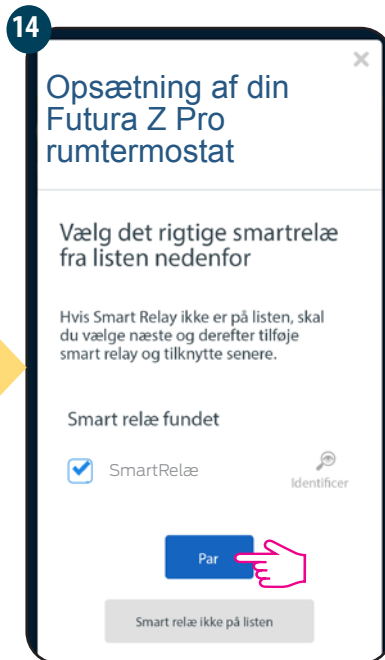 14
Opsætning af din
Futura Z Pro
rumtermostat
Vælg det rigtige smartrelæ
fra listen nedenfor
Hvis Smart Relay ikke er på listen, skal
du vælge næste og derefter tilføje
smart relay og tilknytte senere.
Smart relæ fundet
SmartRelæ
Identificer
Par
Smart relæ ikke på listen